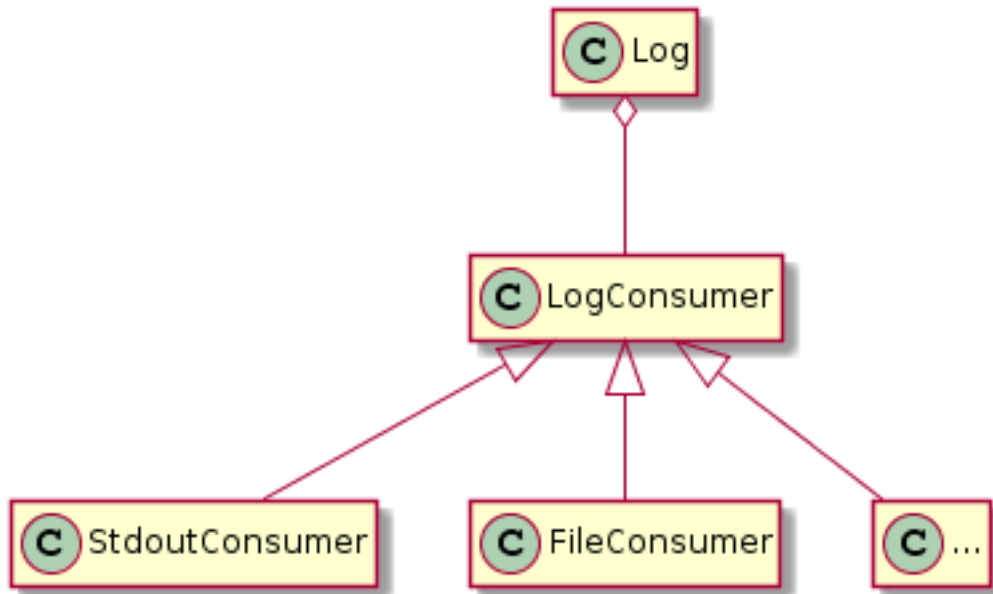 C Log
C LogConsumer
C StdoutConsumer
C FileConsumer
C ...